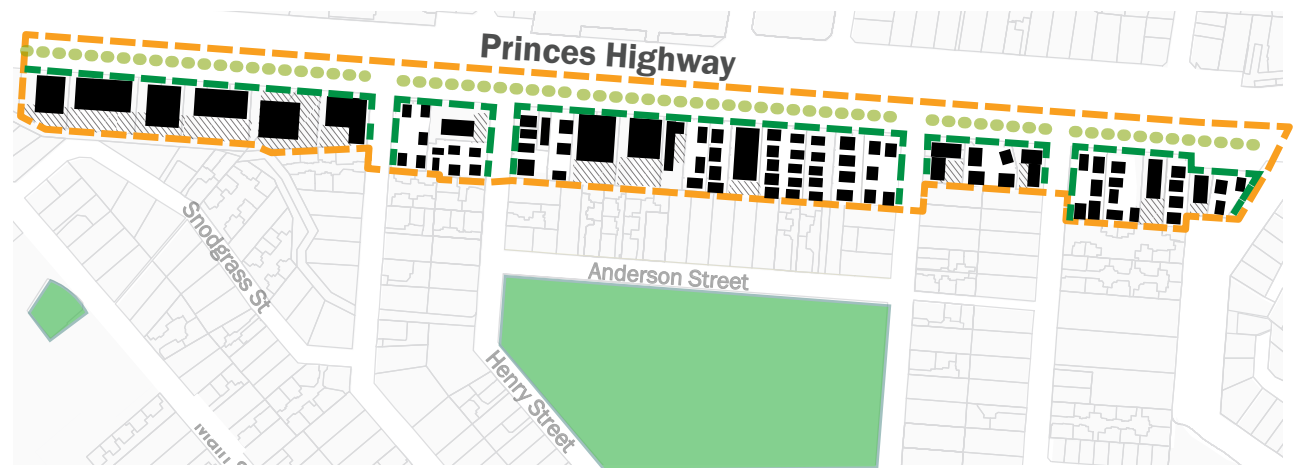 Princes Highway
Snodgrass St
Anderson Street
Henry Street